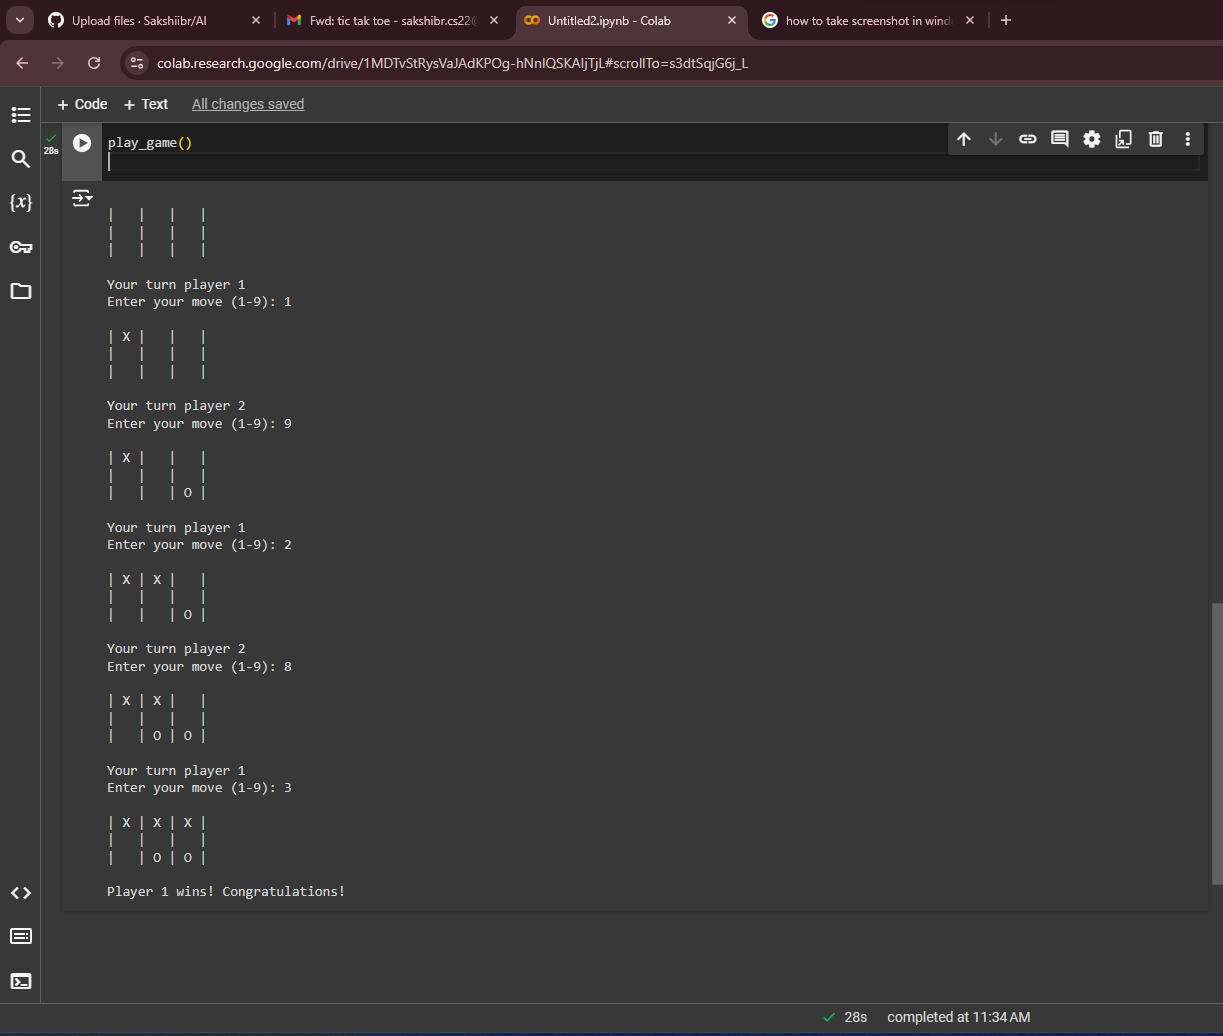 Upload files · Sakshiibr/AI
Fwd: tic tak toe - sakshibr.cs22@
Untitled2.ipynb - Colab
how to take screenshot in wind
colab.research.google.com/drive/1MDTvStRysVaJAdKPOg-hNnIQSKAljTjL#scrollTo=s3dtSqjG6j_L
+ Code + Text All changes saved
28s
play_game()
{x}
| | | |
| | | |
| | | |
Your turn player 1
Enter your move (1-9): 1
| X | | |
| | | |
| | | |
Your turn player 2
Enter your move (1-9): 9
| X | | |
| | | |
| | | O |
Your turn player 1
Enter your move (1-9): 2
| X | X | |
| | | |
| | | O |
Your turn player 2
Enter your move (1-9): 8
| X | X | |
| | | |
| | O | O |
Your turn player 1
Enter your move (1-9): 3
| X | X | X |
| | | |
| | O | O |
Player 1 wins! Congratulations!
28s completed at 11:34 AM